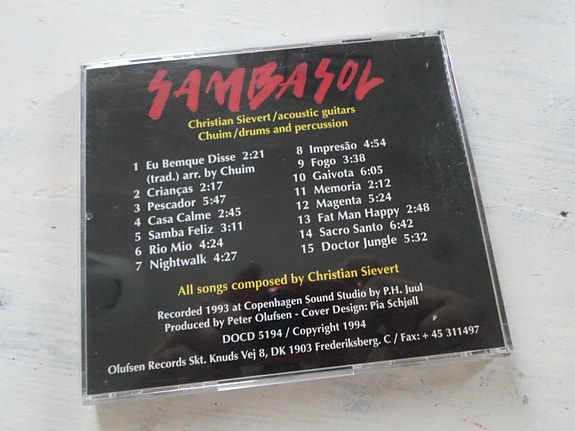 SAMBASOL
Christian Sievert/acoustic guitars
Chuim/drums and percussion
1 Eu Bemque Disse 2:21
(trad.) arr. by Chuim
2 Crianças 2:17
3 Pescador 5:47
4 Casa Calme 2:45
5 Samba Feliz 3:11
6 Rio Mio 4:24
7 Nightwalk 4:27
8 Impresão 4:54
9 Fogo 3:38
10 Gaivota 6:05
11 Memoria 2:12
12 Magenta 5:24
13 Fat Man Happy 2:48
14 Sacro Santo 6:42
15 Doctor Jungle 5:32
All songs composed by Christian Sievert
Recorded 1993 at Copenhagen Sound Studio by P.H. Juul
Produced by Peter Olufsen - Cover Design: Pia Schjøll
DOCD 5194 / Copyright 1994
Olufsen Records Skt. Knuds Vej 8, DK 1903 Frederiksberg. C / Fax: + 45 311497